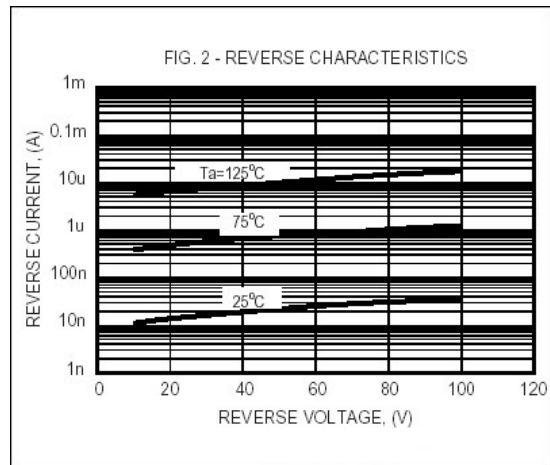 FIG. 2 - REVERSE CHARACTERISTICS
REVERSE CURRENT, (A)
1m
0.1m
10u
1u
100n
10n
1n
Ta=125°C
75°C
25°C
0 20 40 60 80 100 120
REVERSE VOLTAGE, (V)